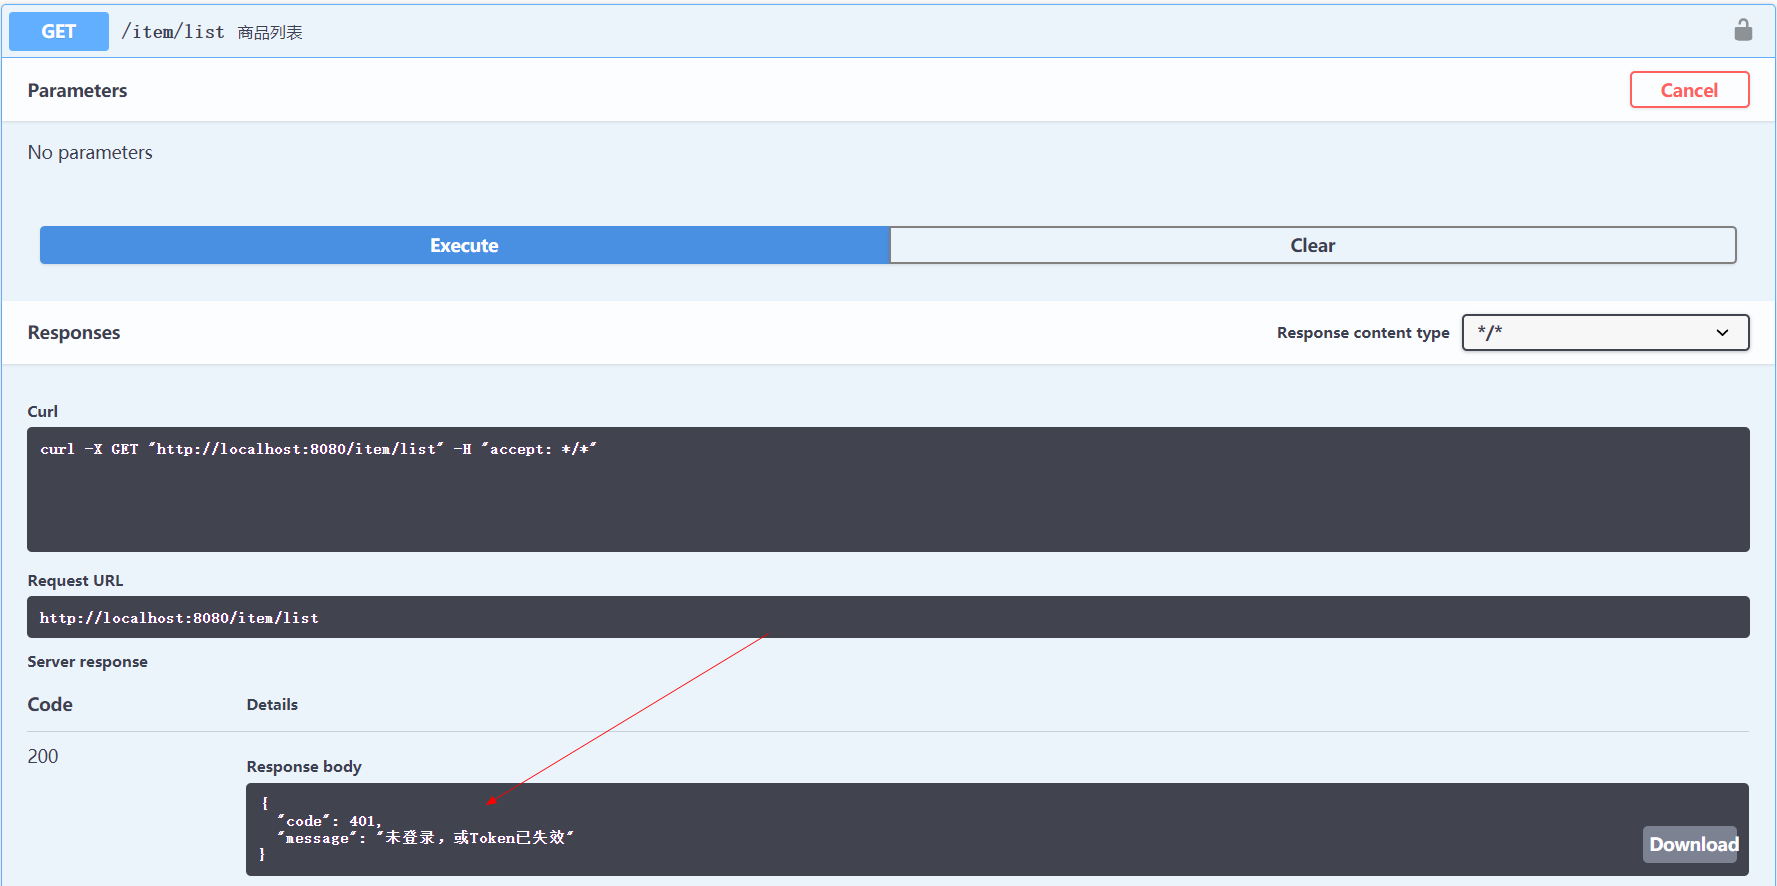 GET /item/list 商品列表
Parameters
Cancel
No parameters
Execute
Clear
Responses
Response content type
*/*
Curl
curl -X GET "http://localhost:8080/item/list" -H "accept: */*"
Request URL
http://localhost:8080/item/list
Server response
Code
Details
200
Response body
{
"code": 401,
"message": "未登录，或Token已失效"
}
Download